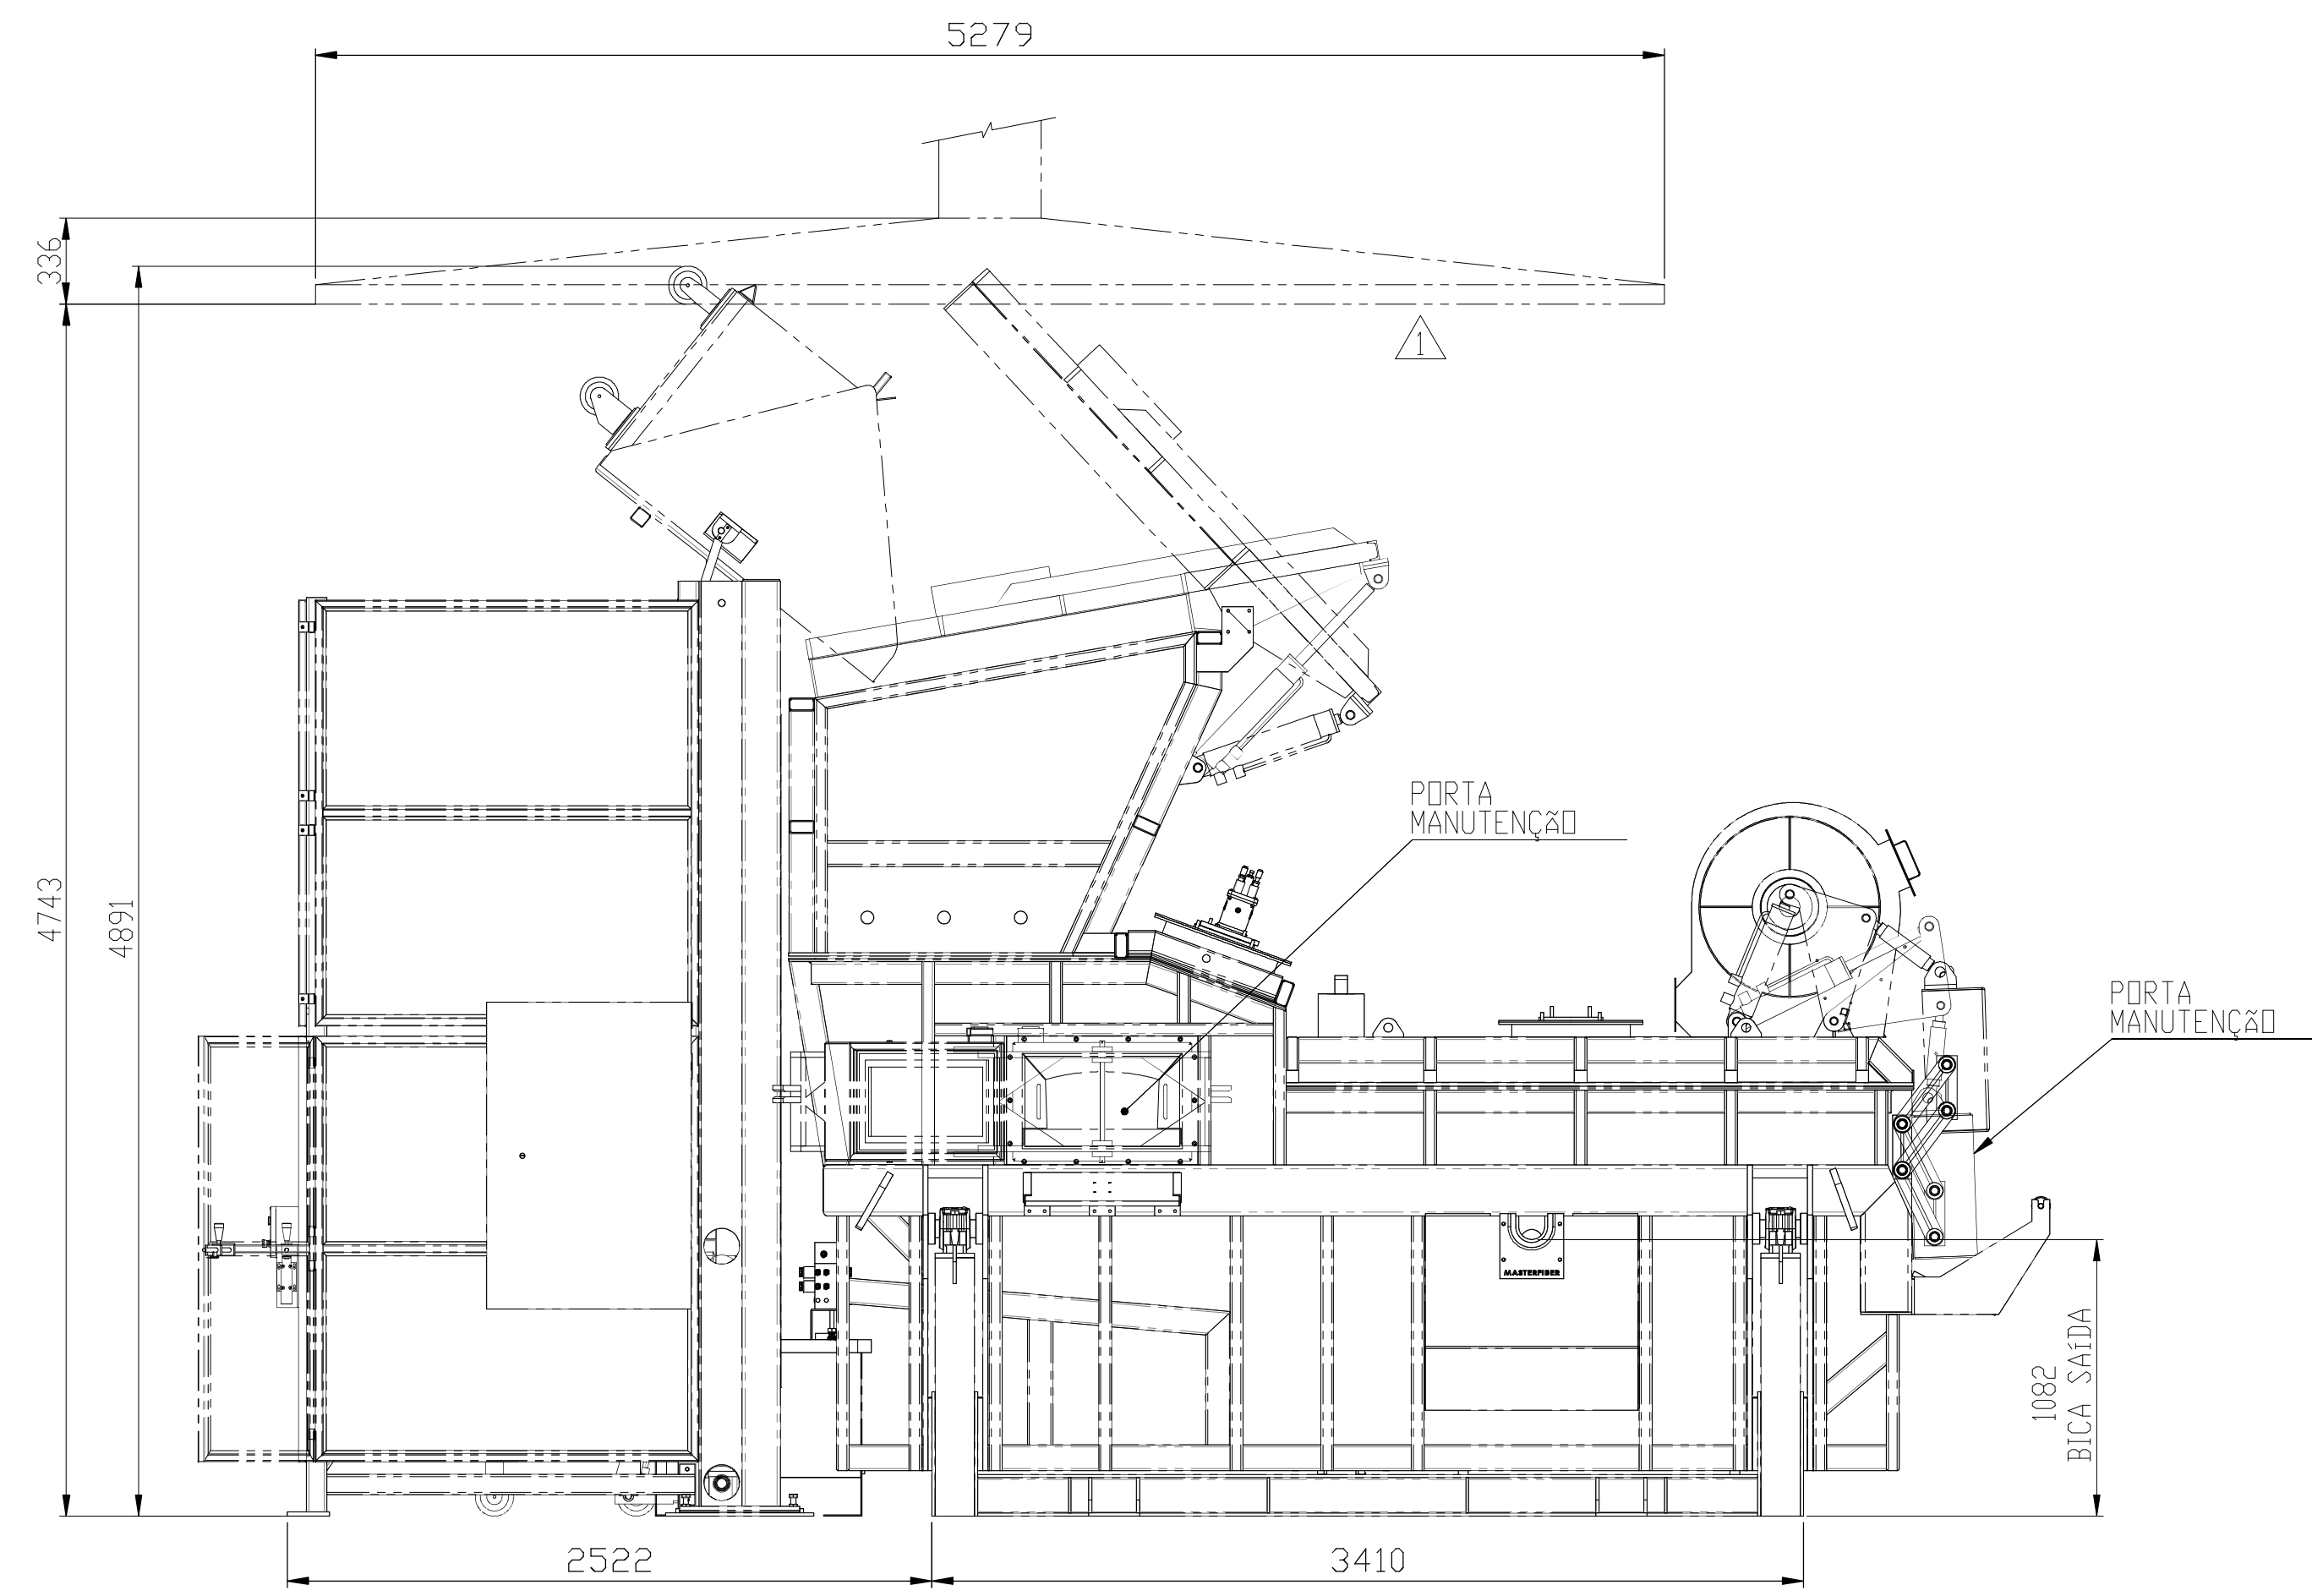 5279
336
1
4743
4891
PORTA
MANUTENÇÃO
PORTA
MANUTENÇÃO
MASTERFIBER
1082
BICA SAÍDA
2522
3410